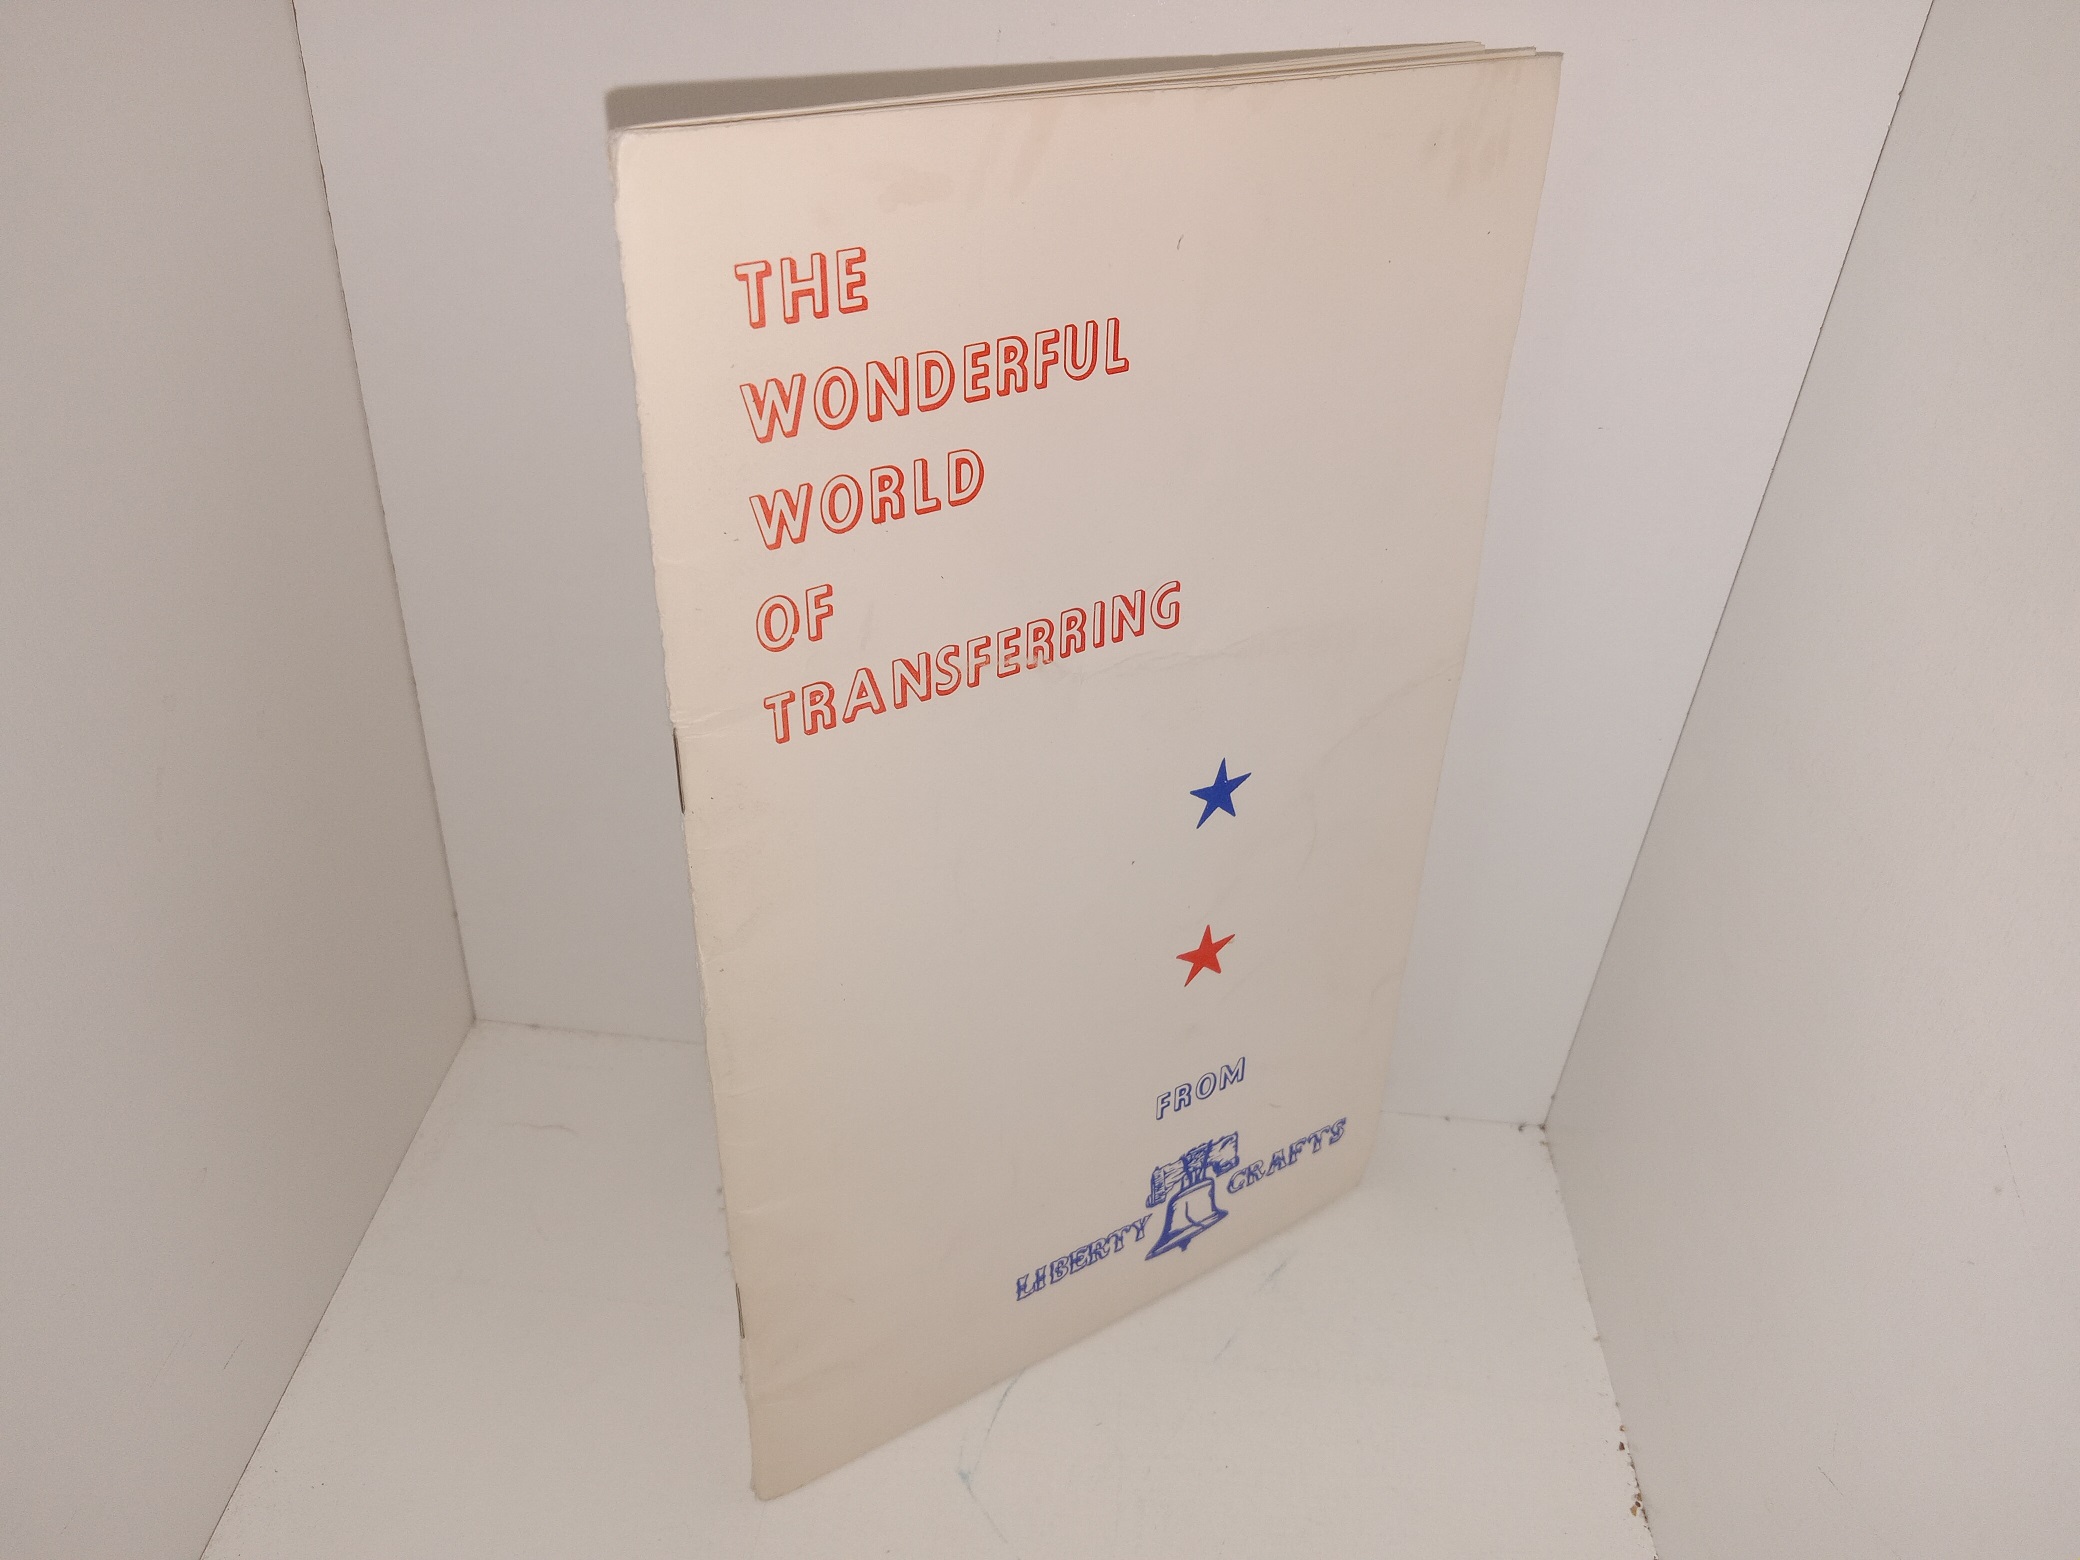 THE
WONDERFUL
WORLD
OF
TRANSFERRING
FROM
LIBERTY CRAFTS